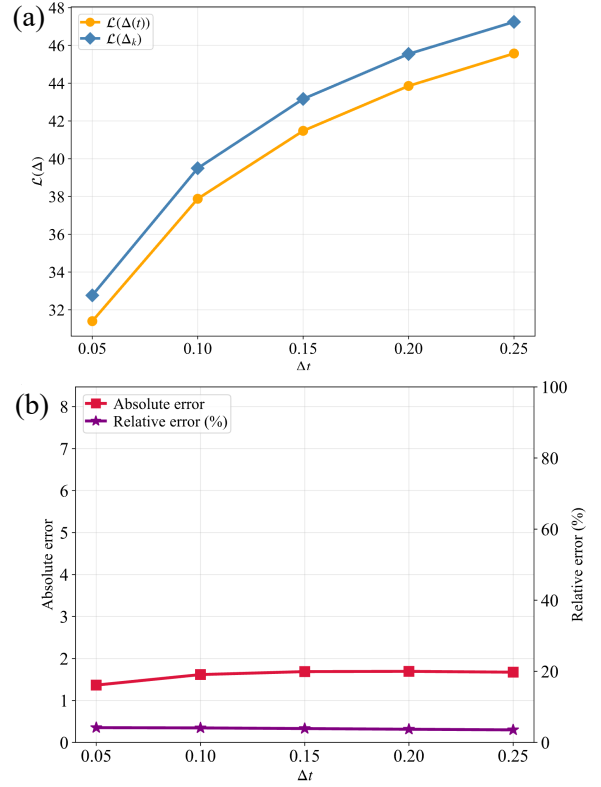 (a)
ℒ(Δ(t))
ℒ(Δₖ)
48
46
44
42
40
38
36
34
32
ℒ(Δ)
0.05 0.10 0.15 0.20 0.25
Δt
(b)
Absolute error
Relative error (%)
8
7
6
5
4
3
2
1
0
Absolute error
100
80
60
40
20
0
Relative error (%)
0.05 0.10 0.15 0.20 0.25
Δt